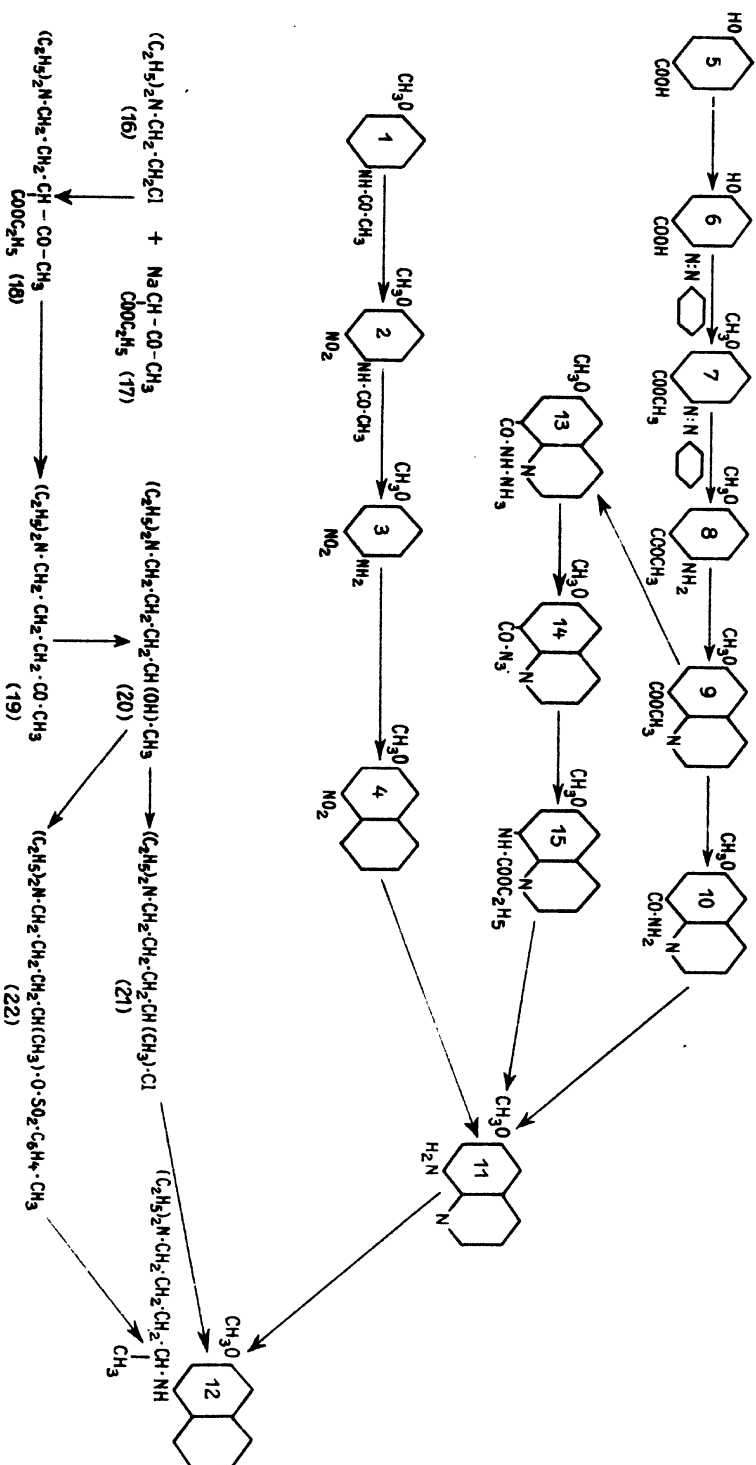 HO
5
COOH
HO
6
N:N
COOH
CH₃O
7
N:N
COOCH₃
CH₃O
8
NH₂
COOCH₃
CH₃O
9
N
COOCH₃
CH₃O
10
N
CO·NH₂
CH₃O
13
N
CO·NH·NH₃
CH₃O
14
N
CO·N₃
CH₃O
15
N
NH·COOC₂H₅
CH₃O
11
H₂N
N
CH₃O
1
NH·CO·CH₃
CH₃O
2
NH·CO·CH₃
NO₂
CH₃O
3
NH₂
NO₂
CH₃O
4
NO₂
CH₃O
12
(C₂H₅)₂N·CH₂·CH₂·CH₂·CH·NH
CH₃
(C₂H₅)₂N·CH₂·CH₂Cl + NaCH–CO–CH₃
(16)
COOC₂H₅ (17)
(C₂H₅)₂N·CH₂·CH₂·CH₂·CH(OH)·CH₃
(20)
(C₂H₅)₂N·CH₂·CH₂·CH₂·CH(CH₃)·Cl
(21)
(C₂H₅)₂N·CH₂·CH₂·CH–CO–CH₃
COOC₂H₅ (18)
(C₂H₅)₂N·CH₂·CH₂·CH₂·CO·CH₃
(19)
(C₂H₅)₂N·CH₂·CH₂·CH₂·CH(CH₃)·O·SO₂·C₆H₄·CH₃
(22)